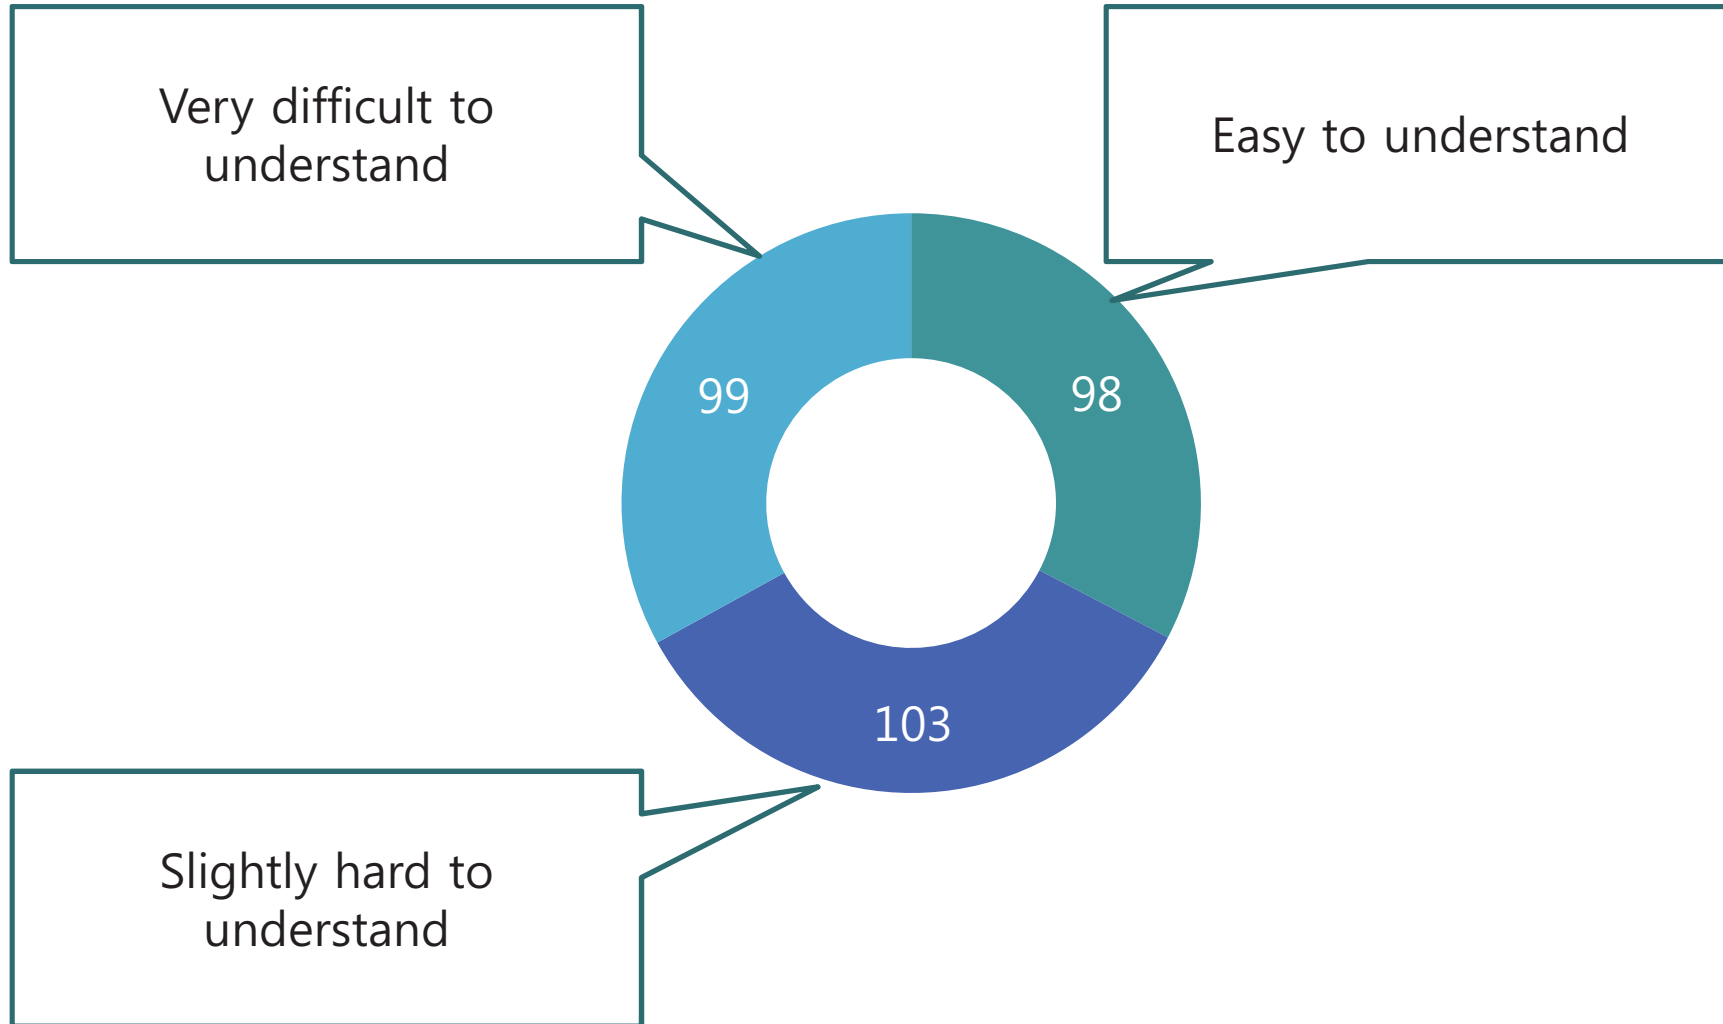 Very difficult to
understand
Easy to understand
99
98
103
Slightly hard to
understand